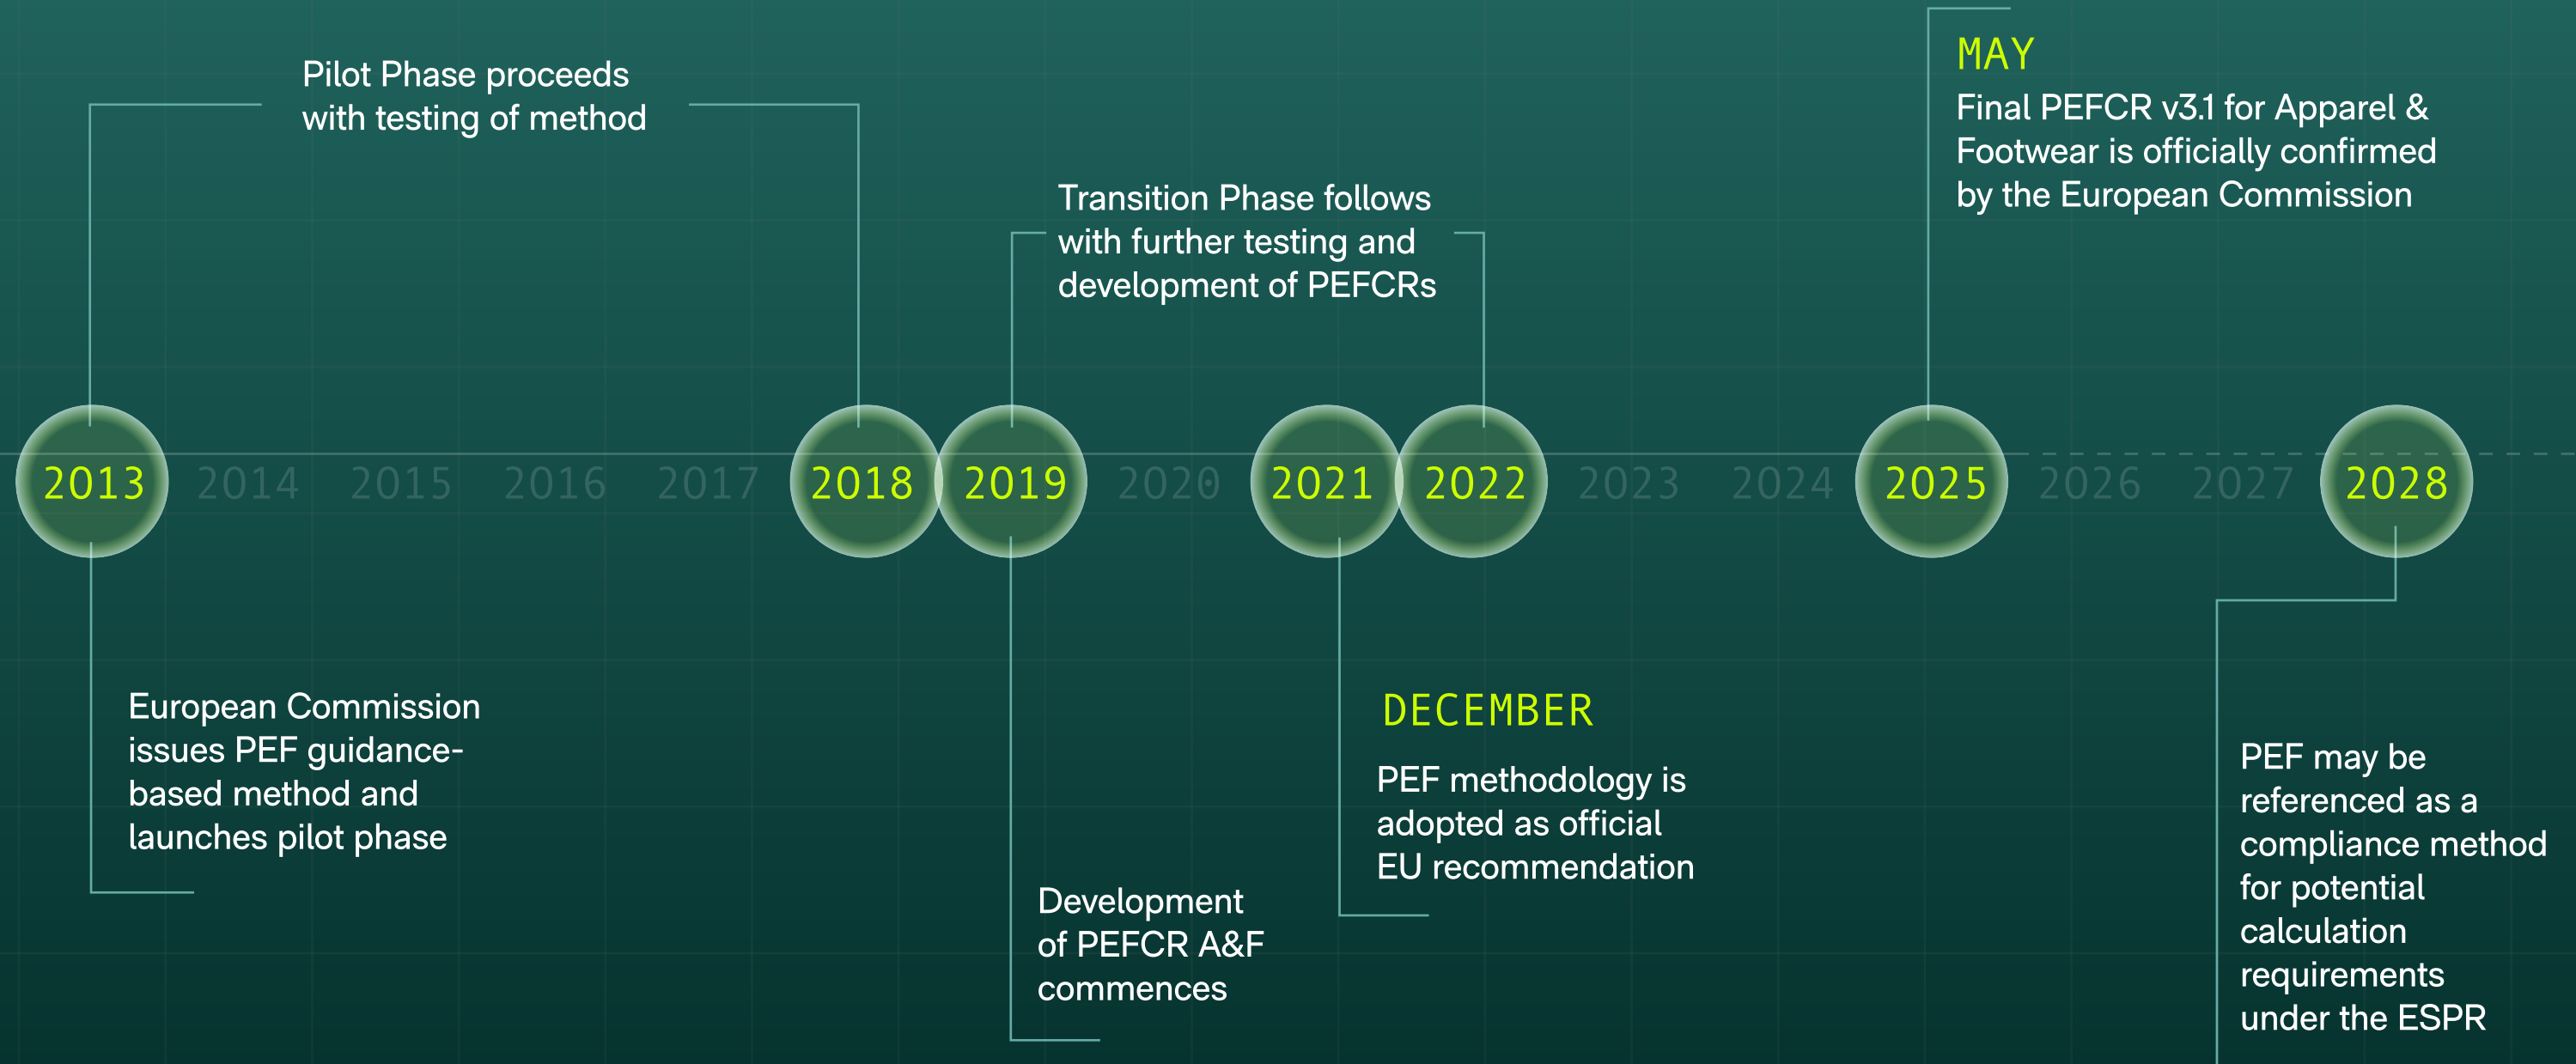 Pilot Phase proceeds
with testing of method
Transition Phase follows
with further testing and
development of PEFCRs
MAY
Final PEFCR v3.1 for Apparel &
Footwear is officially confirmed
by the European Commission
2013 2014 2015 2016 2017 2018 2019 2020 2021 2022 2023 2024 2025 2026 2027 2028
European Commission
issues PEF guidance-
based method and
launches pilot phase
Development
of PEFCR A&F
commences
DECEMBER
PEF methodology is
adopted as official
EU recommendation
PEF may be
referenced as a
compliance method
for potential
calculation
requirements
under the ESPR